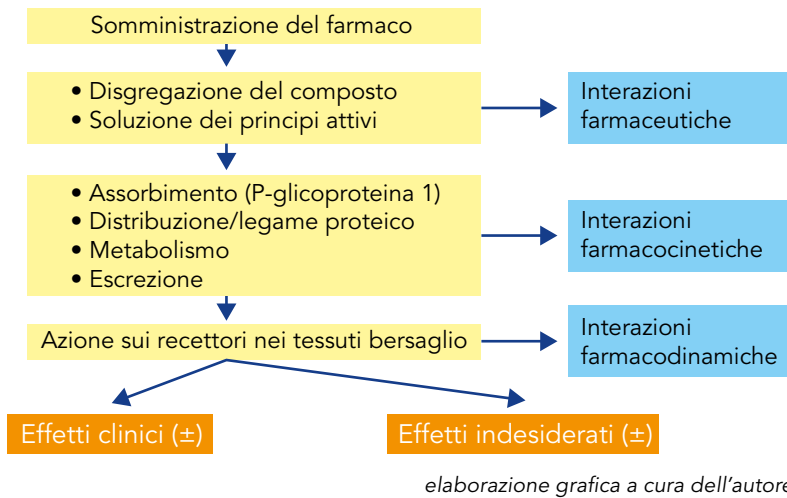 Somministrazione del farmaco
• Disgregazione del composto
• Soluzione dei principi attivi
Interazioni
farmaceutiche
• Assorbimento (P-glicoproteina 1)
• Distribuzione/legame proteico
• Metabolismo
• Escrezione
Interazioni
farmacocinetiche
Azione sui recettori nei tessuti bersaglio
Interazioni
farmacodinamiche
Effetti clinici (±)
Effetti indesiderati (±)
elaborazione grafica a cura dell'autore